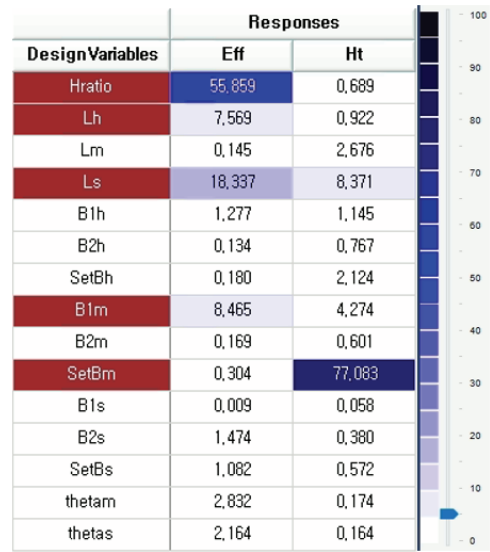 Responses
Design Variables Eff Ht
Hratio 55,859 0,689
Lh 7,569 0,922
Lm 0,145 2,676
Ls 18,337 8,371
B1h 1,277 1,145
B2h 0,134 0,767
SetBh 0,180 2,124
B1m 8,465 4,274
B2m 0,169 0,601
SetBm 0,304 77,083
B1s 0,009 0,058
B2s 1,474 0,380
SetBs 1,082 0,572
thetam 2,832 0,174
thetas 2,164 0,164
100
90
80
70
60
50
40
30
20
10
0